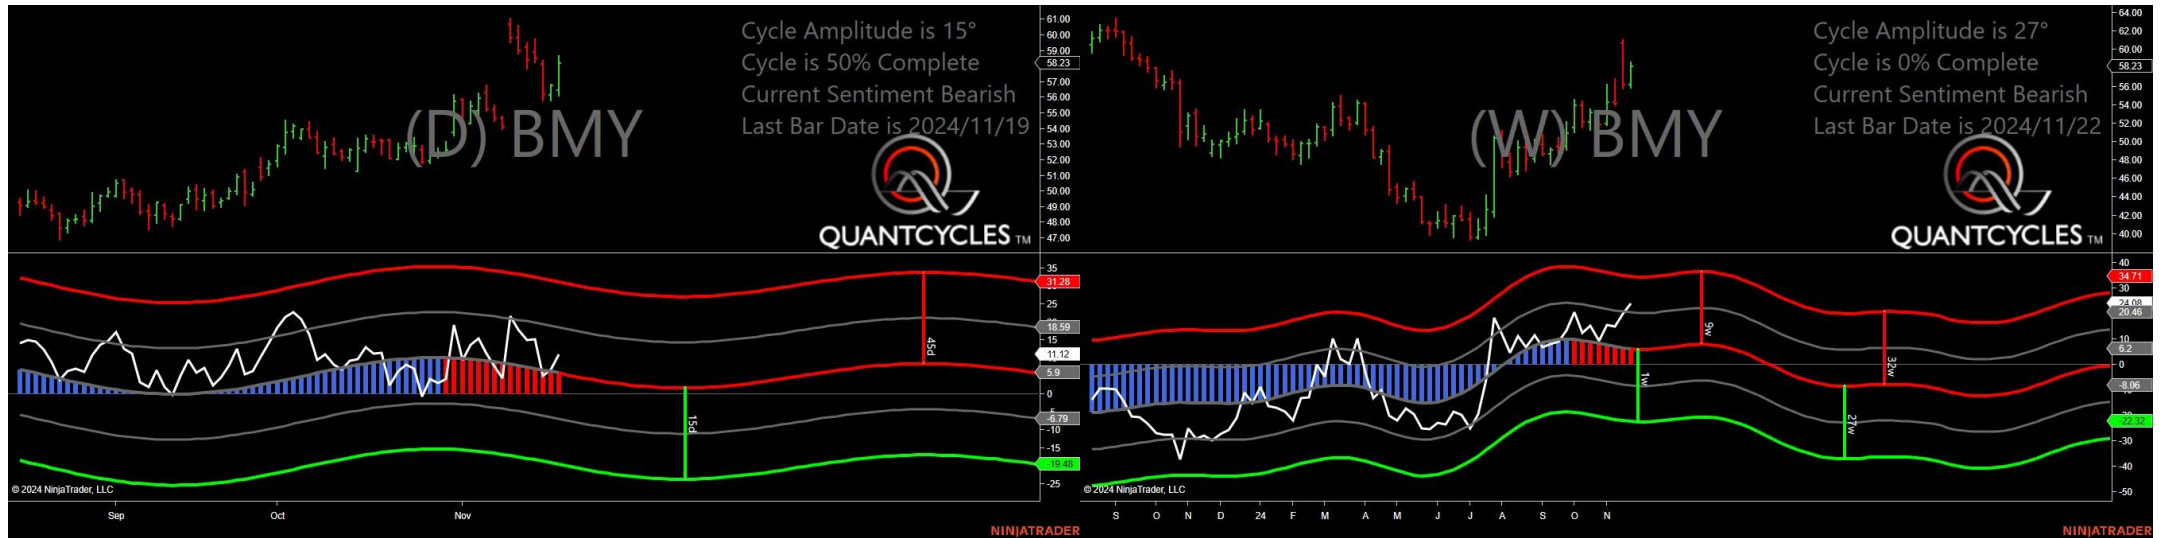 Cycle Amplitude is 15°
Cycle is 50% Complete
Current Sentiment Bearish
Last Bar Date is 2024/11/19
(D) BMY
QUANTCYCLES TM
61.00
60.00
59.00
58.23
57.00
56.00
55.00
54.00
53.00
52.00
51.00
50.00
49.00
48.00
47.00
35
31.28
25
18.59
15
11.12
5.9
0
-6.79
-10
-15
-19.48
-25
45d
15d
© 2024 NinjaTrader, LLC
Sep
Oct
Nov
NINJATRADER
Cycle Amplitude is 27°
Cycle is 0% Complete
Current Sentiment Bearish
Last Bar Date is 2024/11/22
(W) BMY
QUANTCYCLES TM
64.00
62.00
60.00
58.23
56.00
54.00
52.00
50.00
48.00
46.00
44.00
42.00
40.00
40
34.71
30
24.08
20.46
10
6.2
0
-8.06
-22.32
-30
-40
-50
9w
1w
32w
27w
© 2024 NinjaTrader, LLC
S O N D 24 F M A M J J A S O N
NINJATRADER